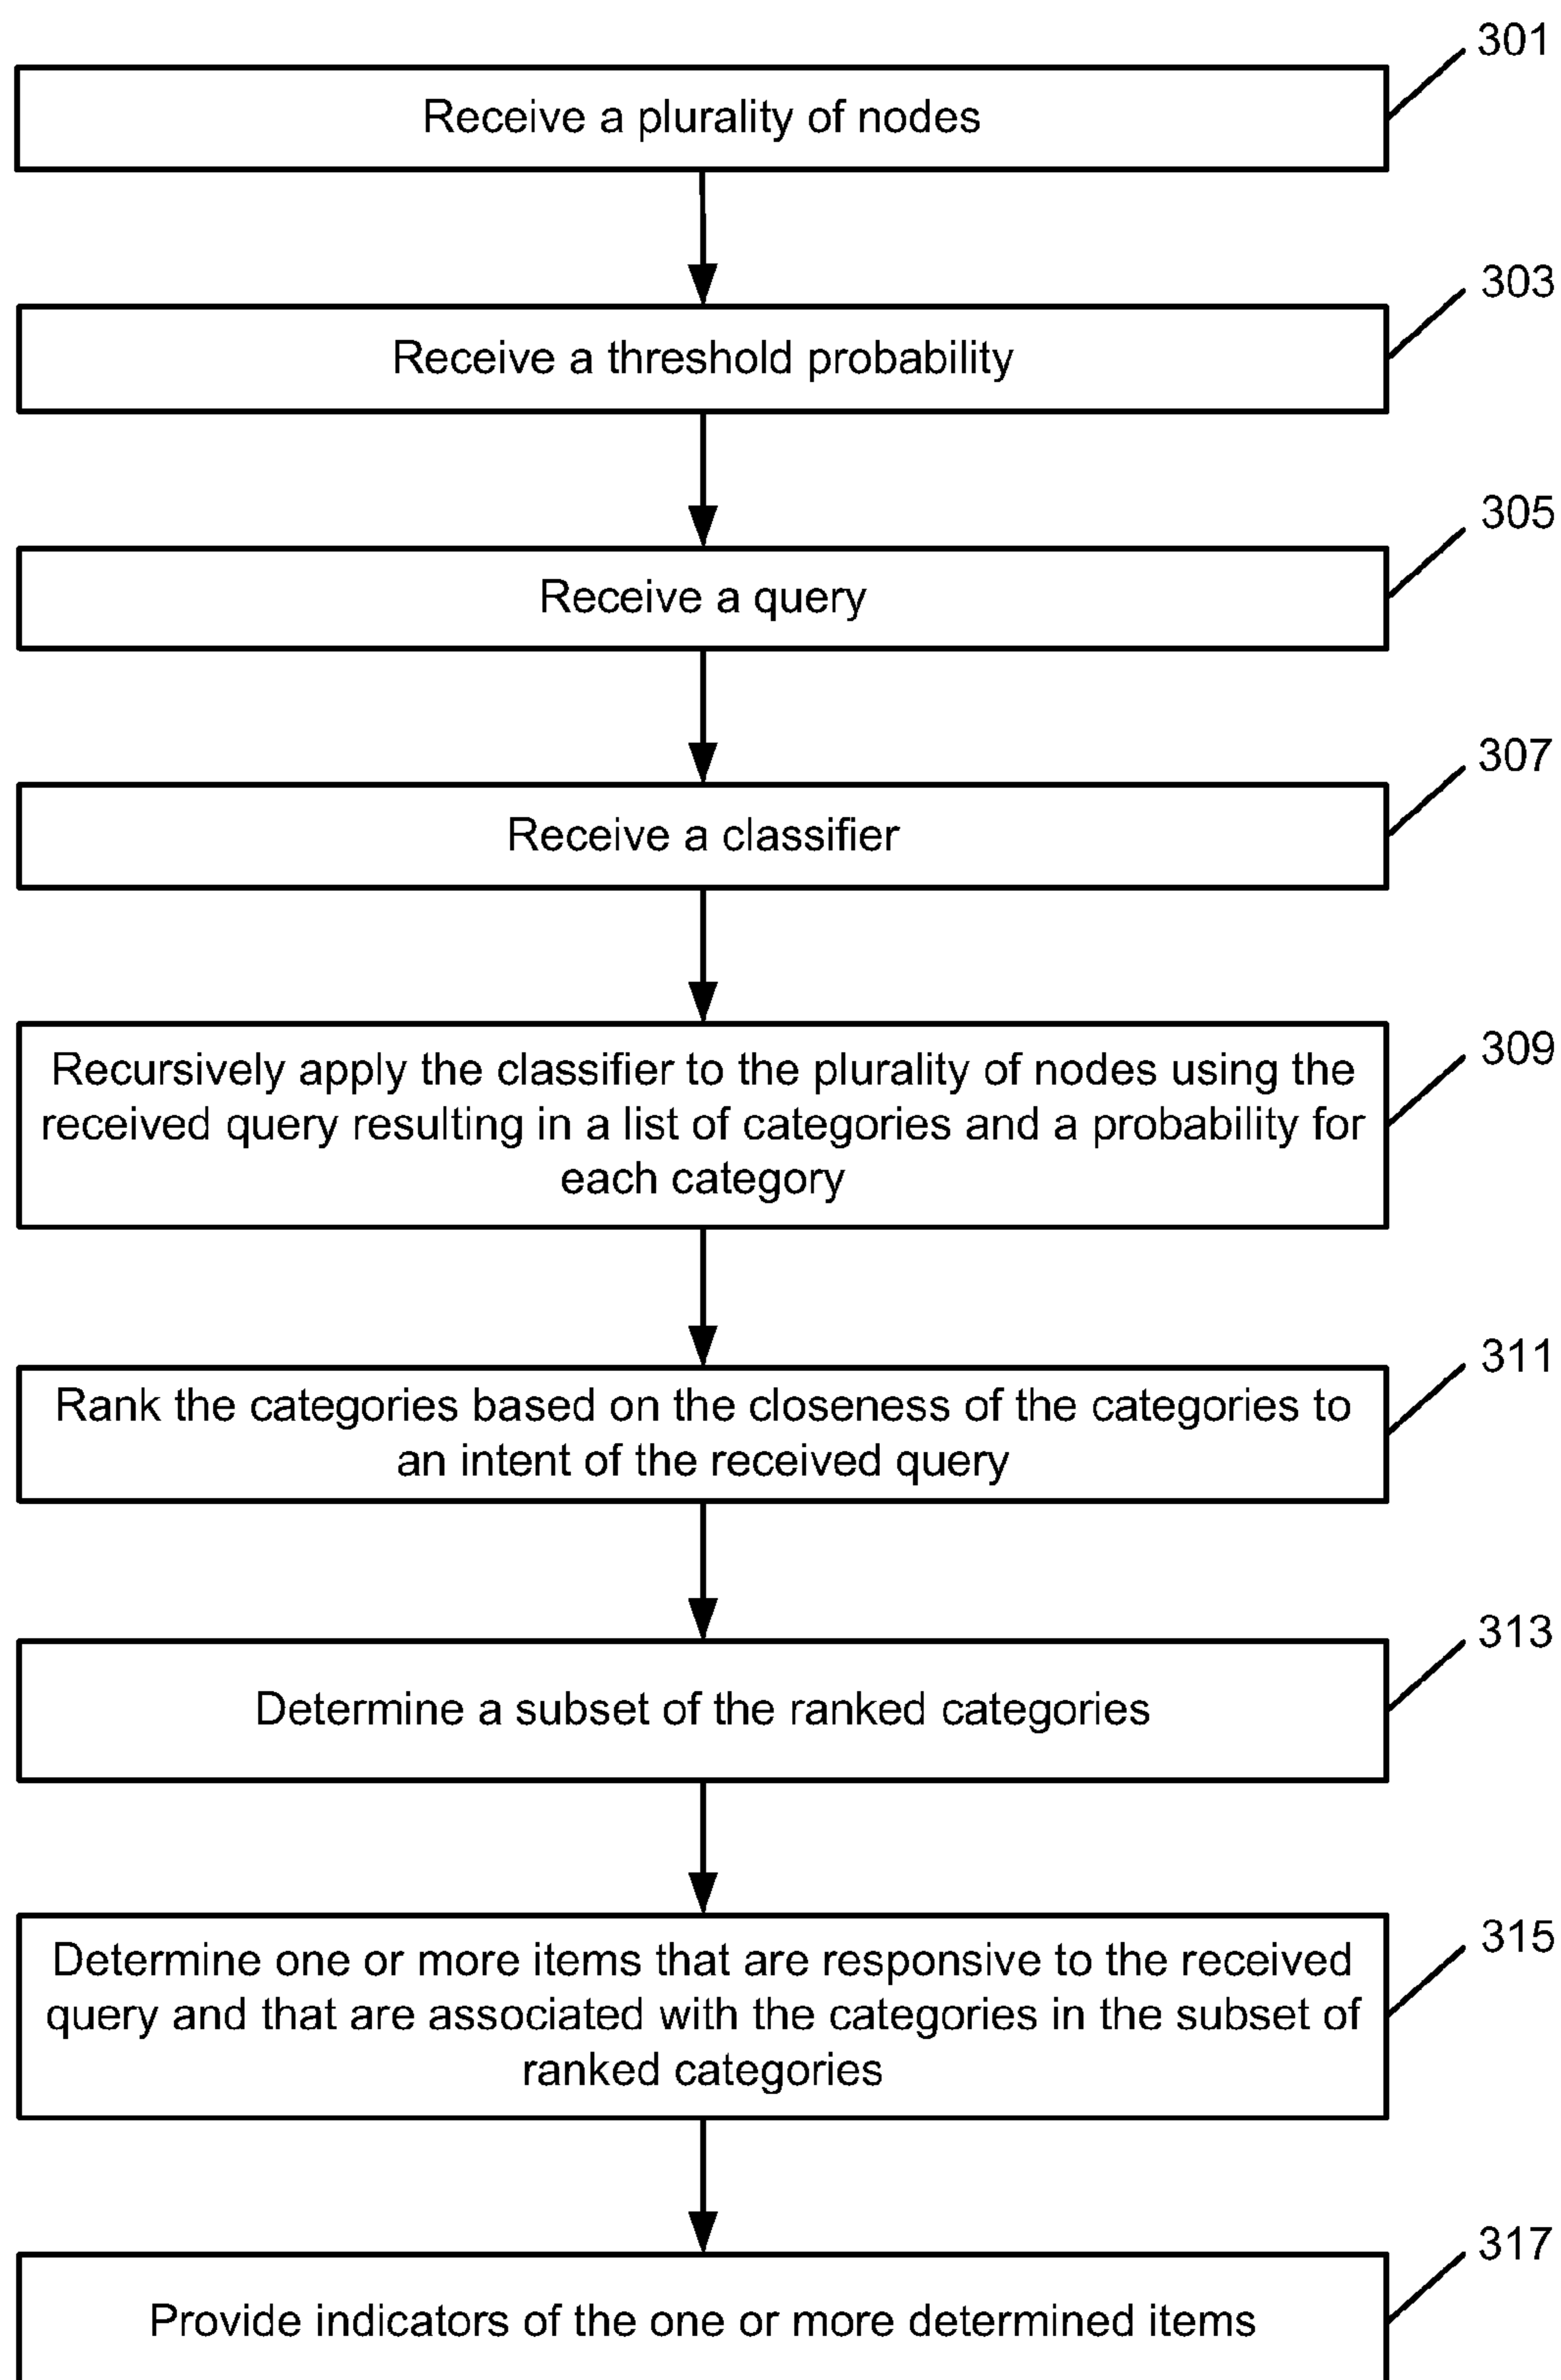 301
Receive a plurality of nodes
303
Receive a threshold probability
305
Receive a query
307
Receive a classifier
309
Recursively apply the classifier to the plurality of nodes using the
received query resulting in a list of categories and a probability for
each category
311
Rank the categories based on the closeness of the categories to
an intent of the received query
313
Determine a subset of the ranked categories
315
Determine one or more items that are responsive to the received
query and that are associated with the categories in the subset of
ranked categories
317
Provide indicators of the one or more determined items